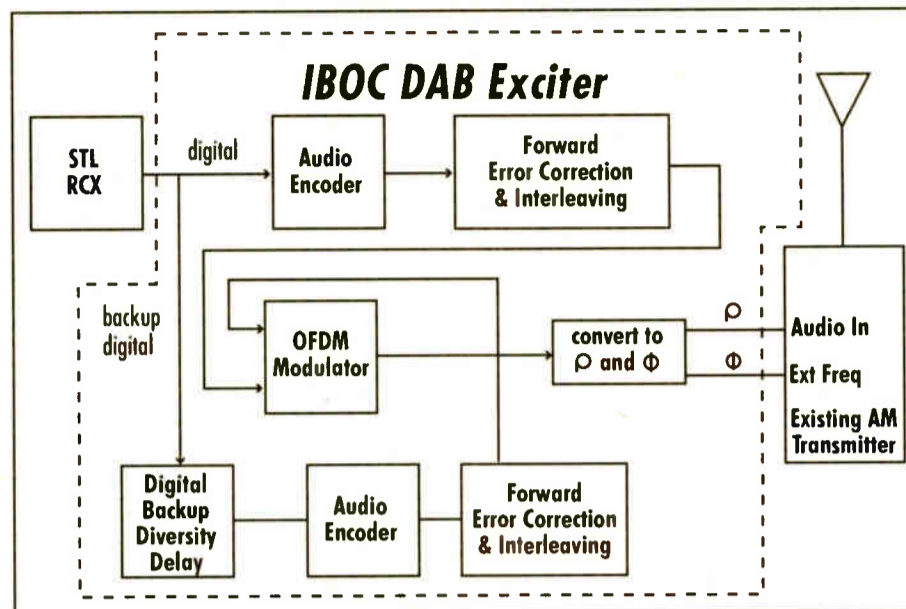 IBOC DAB Exciter
STL
RCX
digital
Audio
Encoder
Forward
Error Correction
& Interleaving
backup
digital
OFDM
Modulator
convert to
ρ and Φ
ρ
Φ
Audio In
Ext Freq
Existing AM
Transmitter
Digital
Backup
Diversity
Delay
Audio
Encoder
Forward
Error Correction
& Interleaving